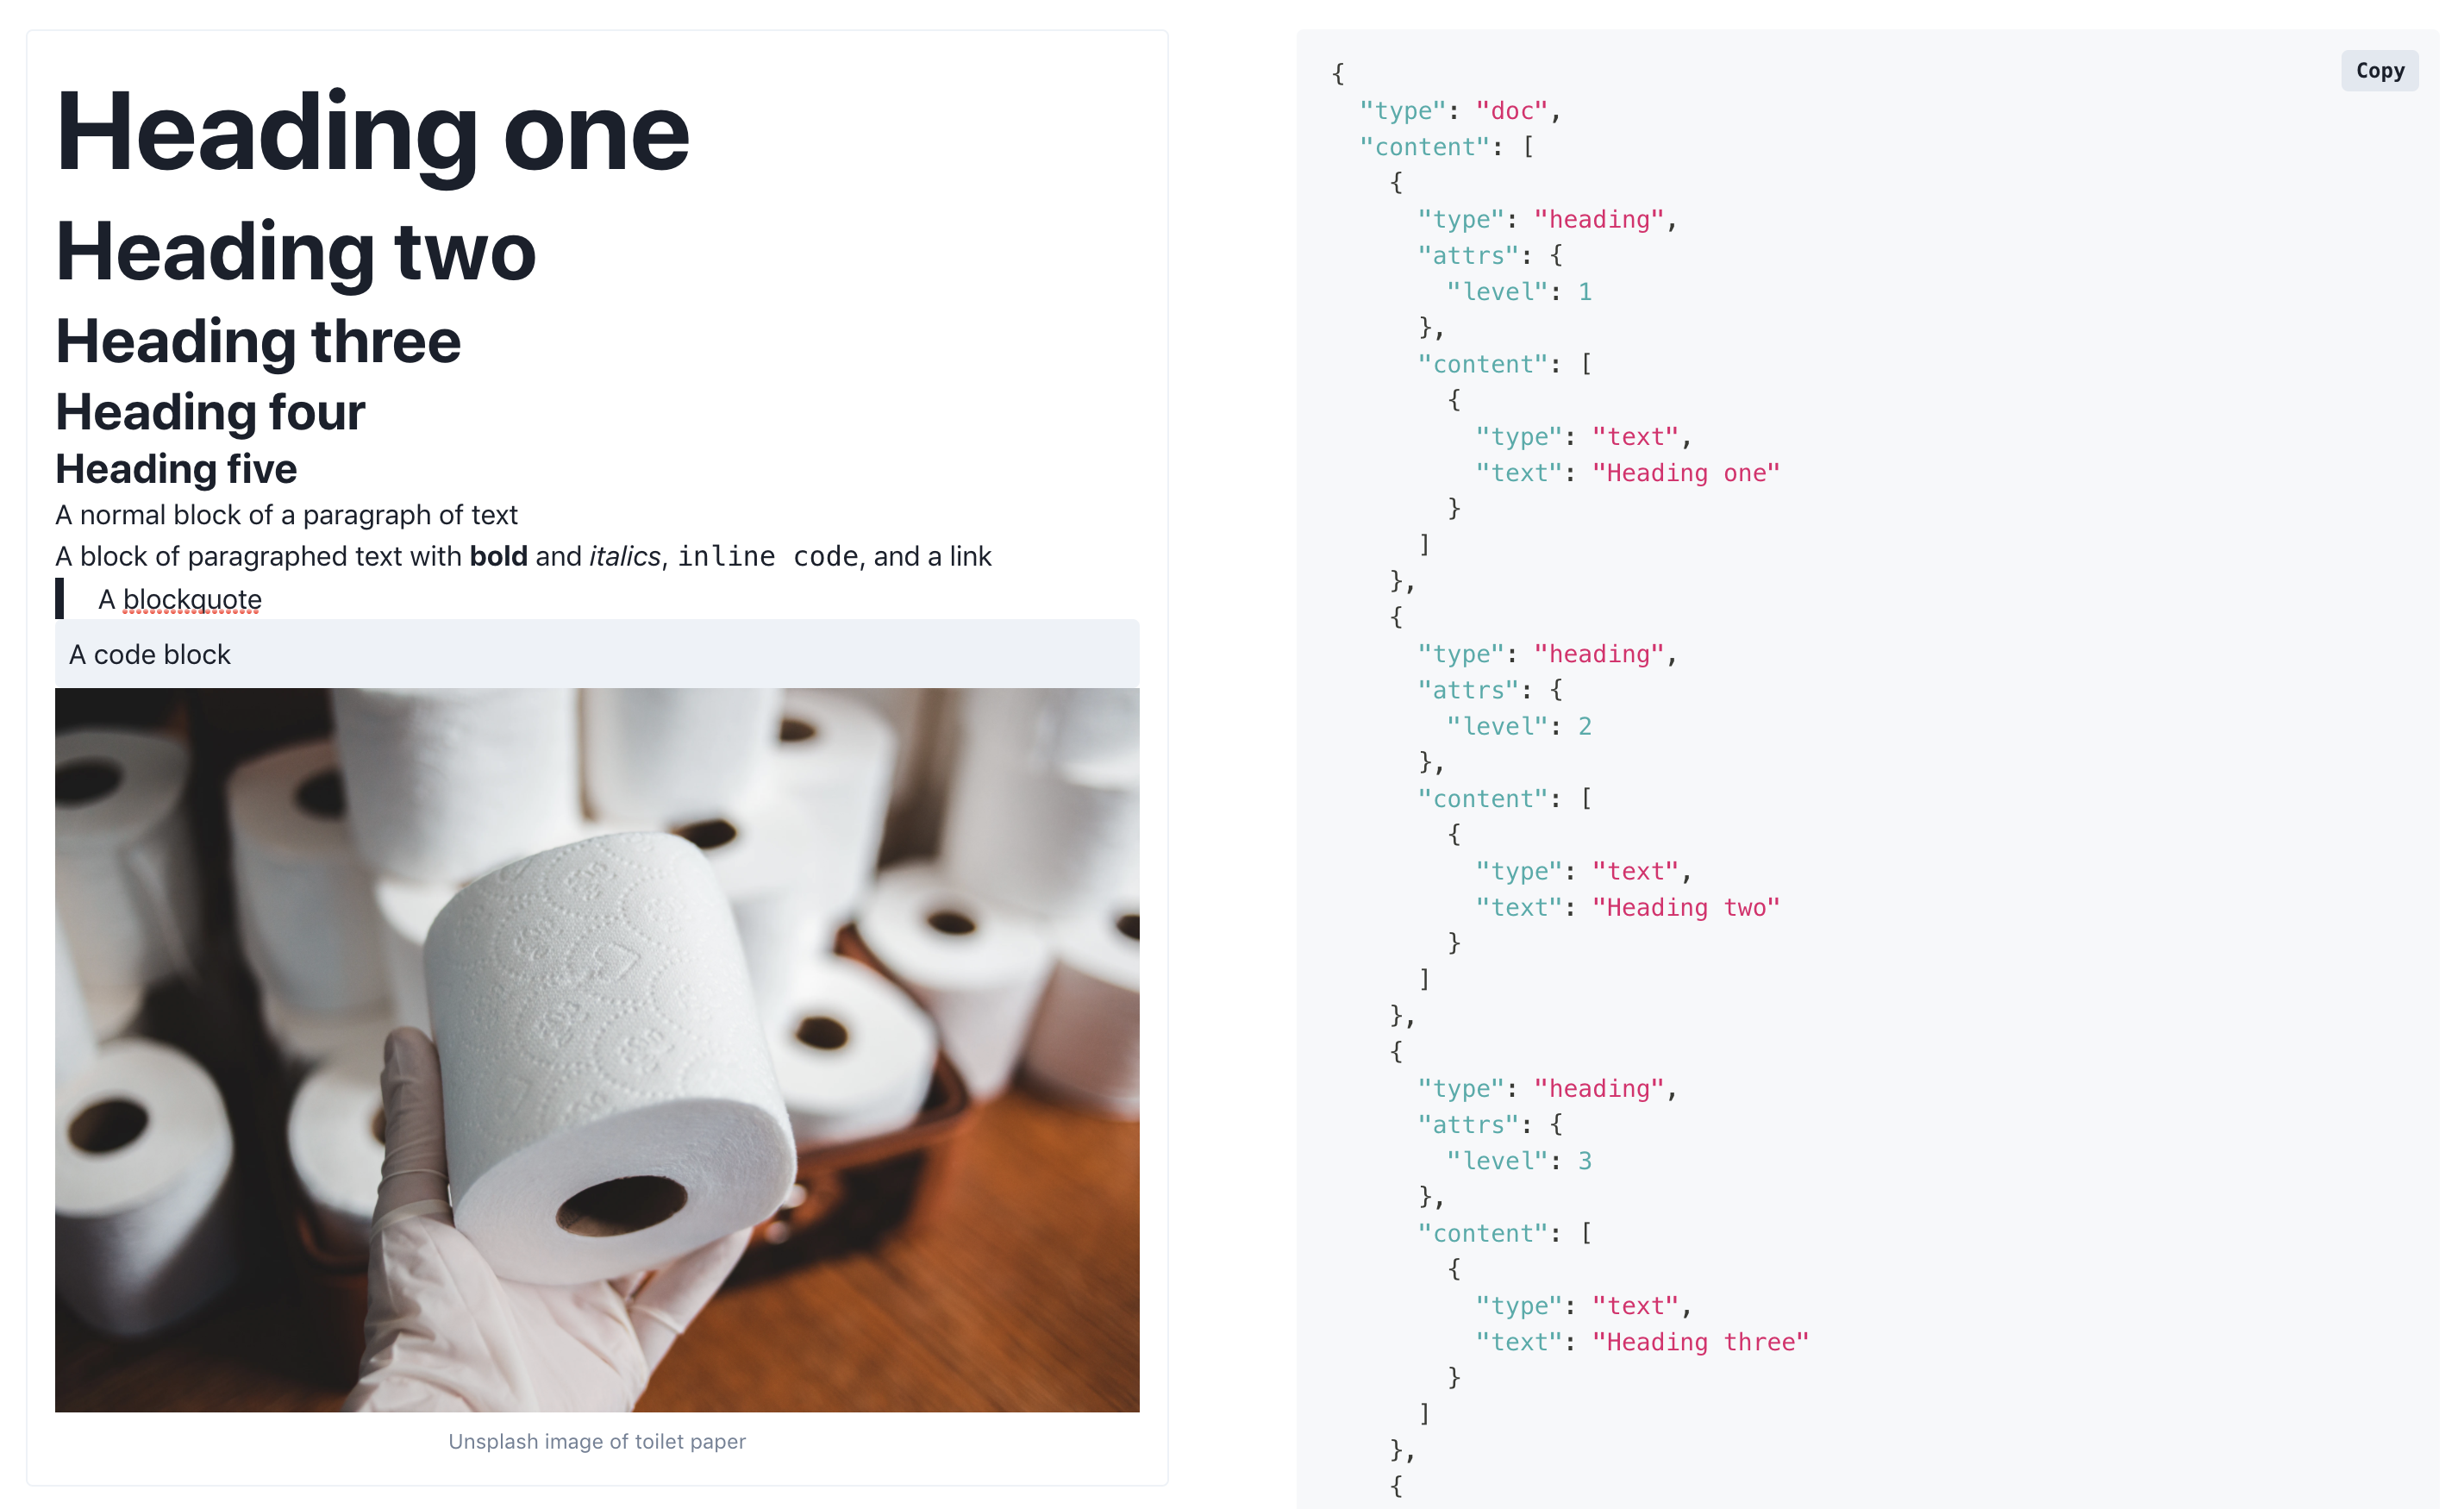 Heading one
Heading two
Heading three
Heading four
Heading five
A normal block of a paragraph of text
A block of paragraphed text with bold and italics, inline code, and a link
A blockquote
A code block
Unsplash image of toilet paper
Copy
{
  "type": "doc",
  "content": [
    {
      "type": "heading",
      "attrs": {
        "level": 1
      },
      "content": [
        {
          "type": "text",
          "text": "Heading one"
        }
      ]
    },
    {
      "type": "heading",
      "attrs": {
        "level": 2
      },
      "content": [
        {
          "type": "text",
          "text": "Heading two"
        }
      ]
    },
    {
      "type": "heading",
      "attrs": {
        "level": 3
      },
      "content": [
        {
          "type": "text",
          "text": "Heading three"
        }
      ]
    },
    {